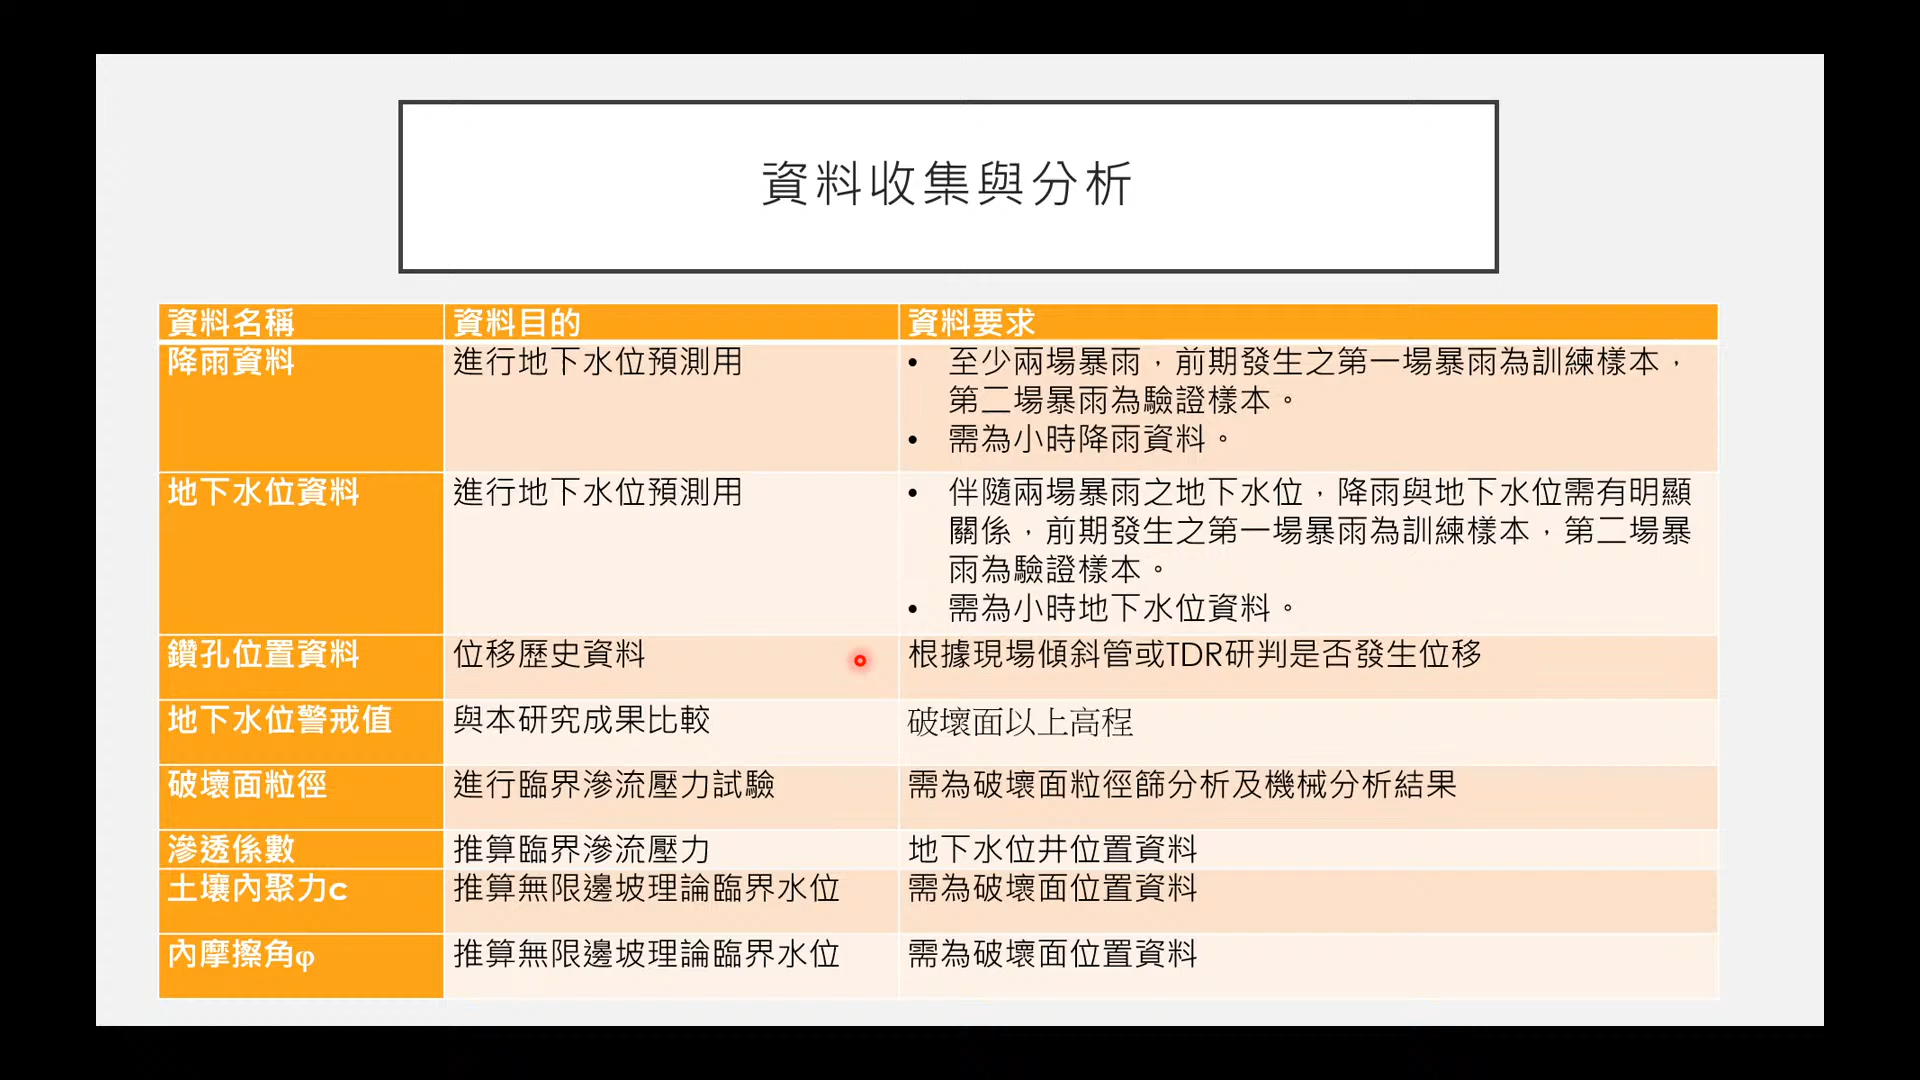 資料收集與分析
資料名稱 資料目的 資料要求
降雨資料 進行地下水位預測用 • 至少兩場暴雨，前期發生之第一場暴雨為訓練樣本，
第二場暴雨為驗證樣本。
• 需為小時降雨資料。
地下水位資料 進行地下水位預測用 • 伴隨兩場暴雨之地下水位，降雨與地下水位需有明顯
關係，前期發生之第一場暴雨為訓練樣本，第二場暴
雨為驗證樣本。
• 需為小時地下水位資料。
鑽孔位置資料 位移歷史資料 根據現場傾斜管或TDR研判是否發生位移
地下水位警戒值 與本研究成果比較 破壞面以上高程
破壞面粒徑 進行臨界滲流壓力試驗 需為破壞面粒徑篩分析及機械分析結果
滲透係數 推算臨界滲流壓力 地下水位井位置資料
土壤內聚力c 推算無限邊坡理論臨界水位 需為破壞面位置資料
內摩擦角φ 推算無限邊坡理論臨界水位 需為破壞面位置資料